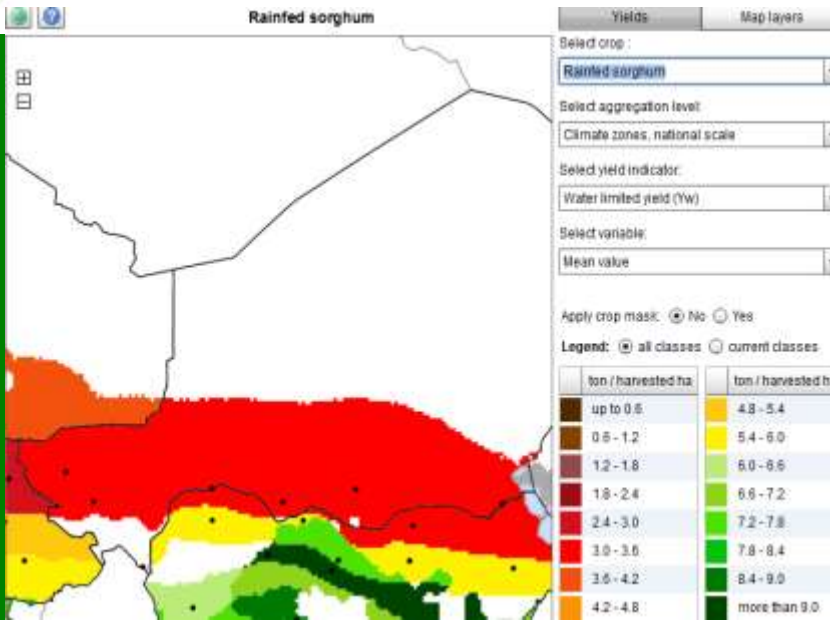 Rainfed sorghum
Yields
Map layers
Select crop :
Rainfed sorghum
Select aggregation level:
Climate zones, national scale
Select yield indicator:
Water limited yield (Yw)
Select variable:
Mean value
Apply crop mask: No Yes
Legend: all classes current classes
ton / harvested ha
ton / harvested h
up to 0.6
4.8 - 5.4
0.6 - 1.2
5.4 - 6.0
1.2 - 1.8
6.0 - 6.6
1.8 - 2.4
6.6 - 7.2
2.4 - 3.0
7.2 - 7.8
3.0 - 3.6
7.8 - 8.4
3.6 - 4.2
8.4 - 9.0
4.2 - 4.8
more than 9.0